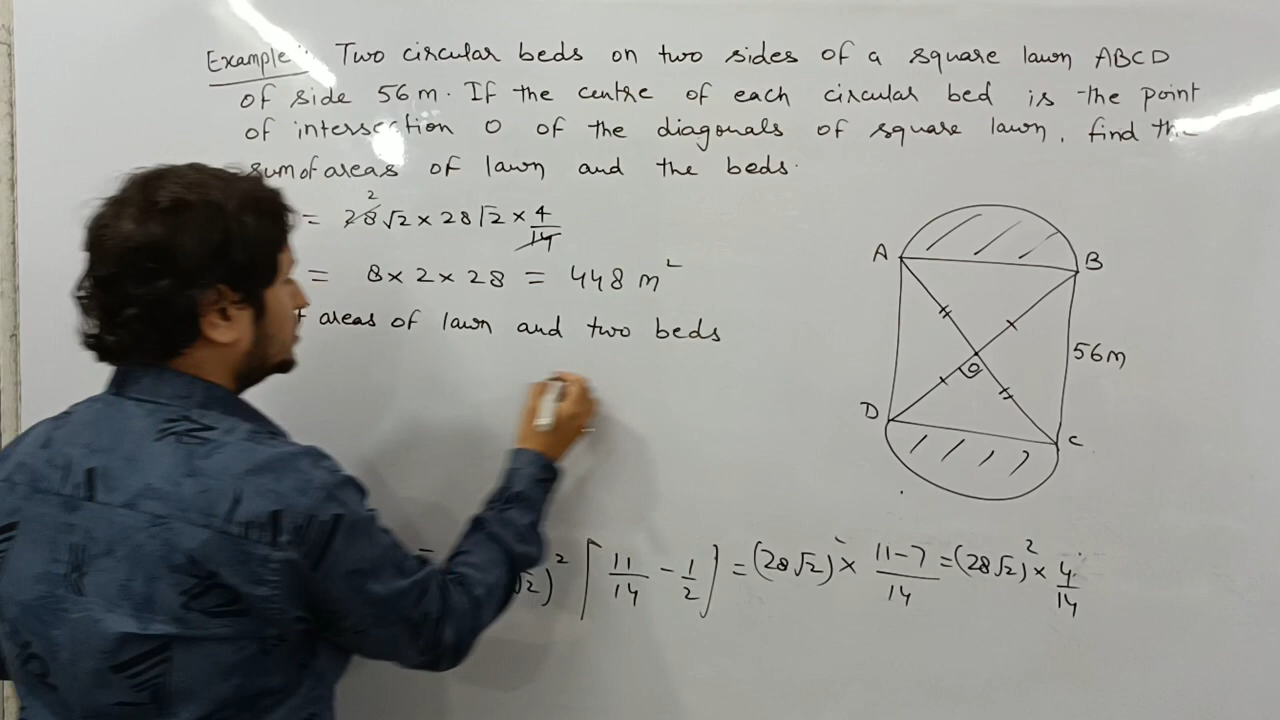 Example: Two circular beds on two sides of a square lawn ABCD
of side 56m. If the centre of each circular bed is the point
of intersection O of the diagonals of square lawn, find the
sum of areas of lawn and the beds.
= 28√2 × 28√2 × 4/14
2
= 8 × 2 × 28 = 448 m²
areas of lawn and two beds
A
B
56m
O
D
C
√2)² [11/14 - 1/2] = (28√2)² × 11-7/14 = (28√2)² × 4/14